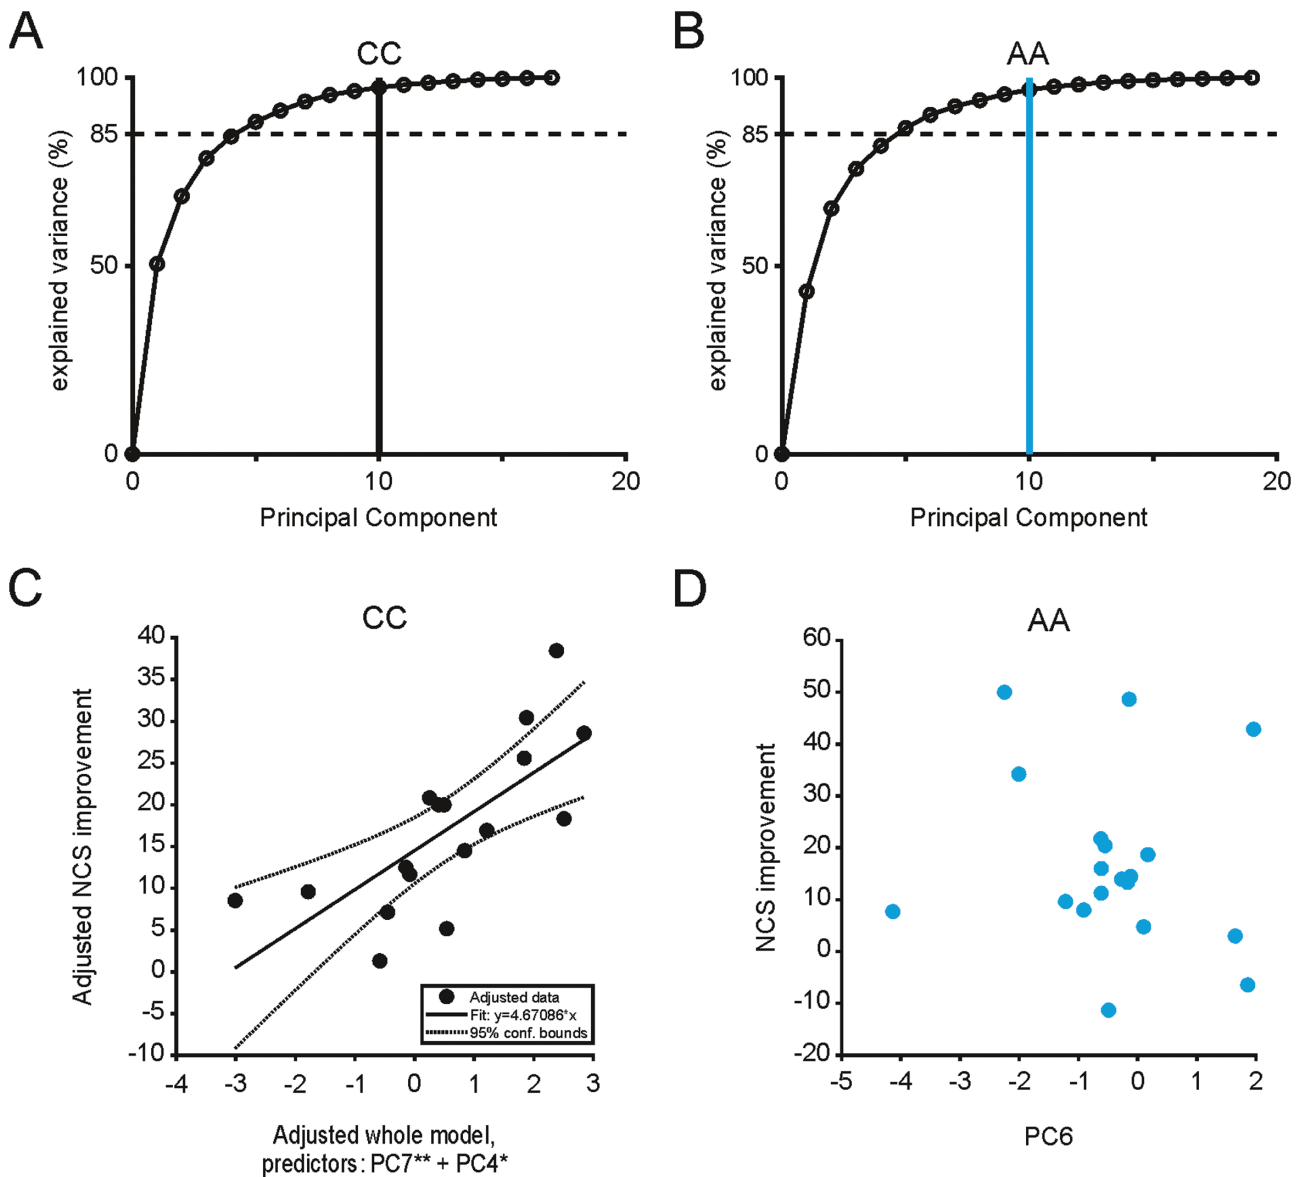 A
CC
100
85
50
0
explained variance (%)
0
10
20
Principal Component
B
AA
100
85
50
0
explained variance (%)
0
10
20
Principal Component
C
CC
40
35
30
25
20
15
10
5
0
-5
-10
Adjusted NCS improvement
Adjusted data
Fit: y=4.67086*x
95% conf. bounds
-4
-3
-2
-1
0
1
2
3
Adjusted whole model,
predictors: PC7** + PC4*
D
AA
60
50
40
30
20
10
0
-10
-20
NCS improvement
-5
-4
-3
-2
-1
0
1
2
PC6